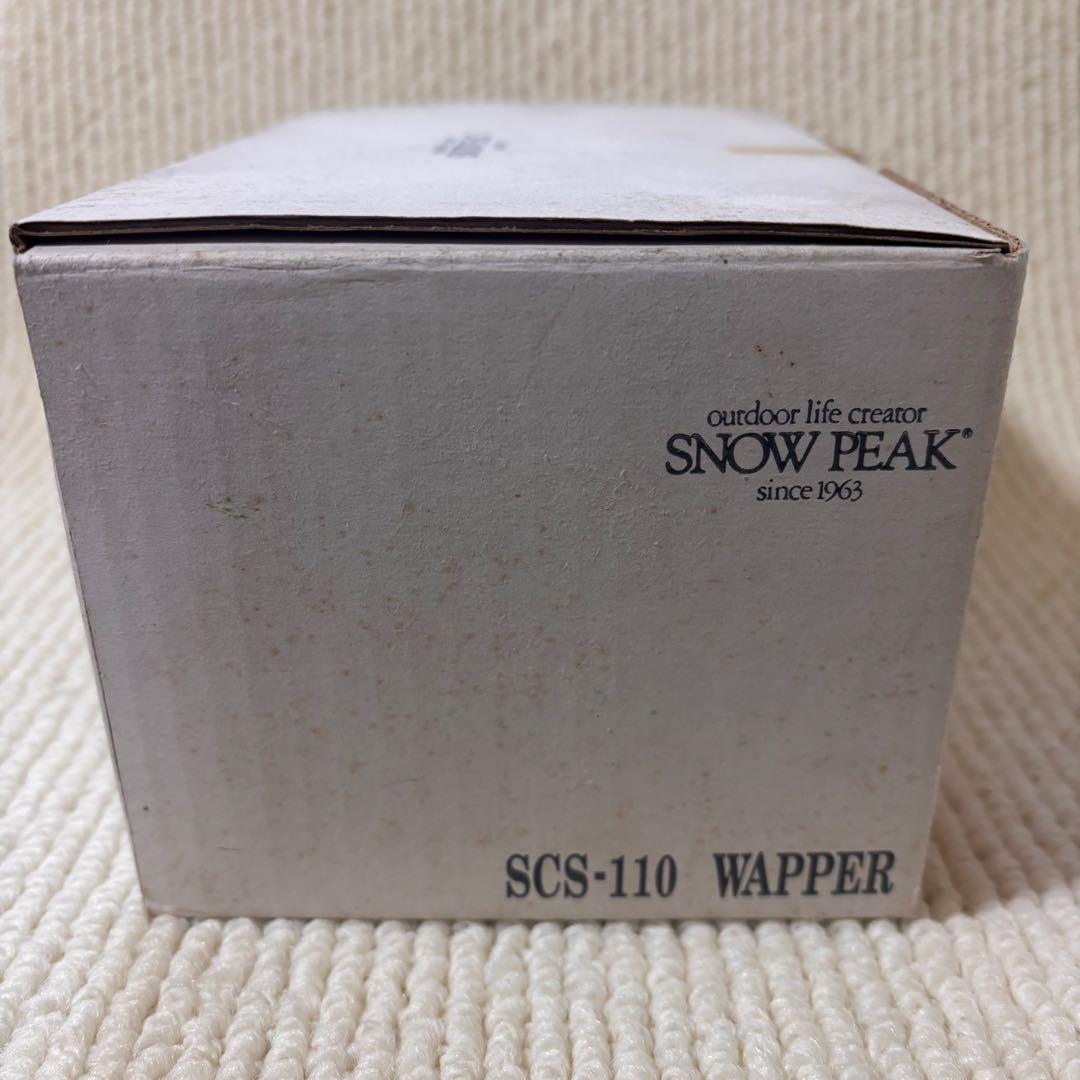 outdoor life creator
SNOW PEAK®
since 1963
SCS-110 WAPPER